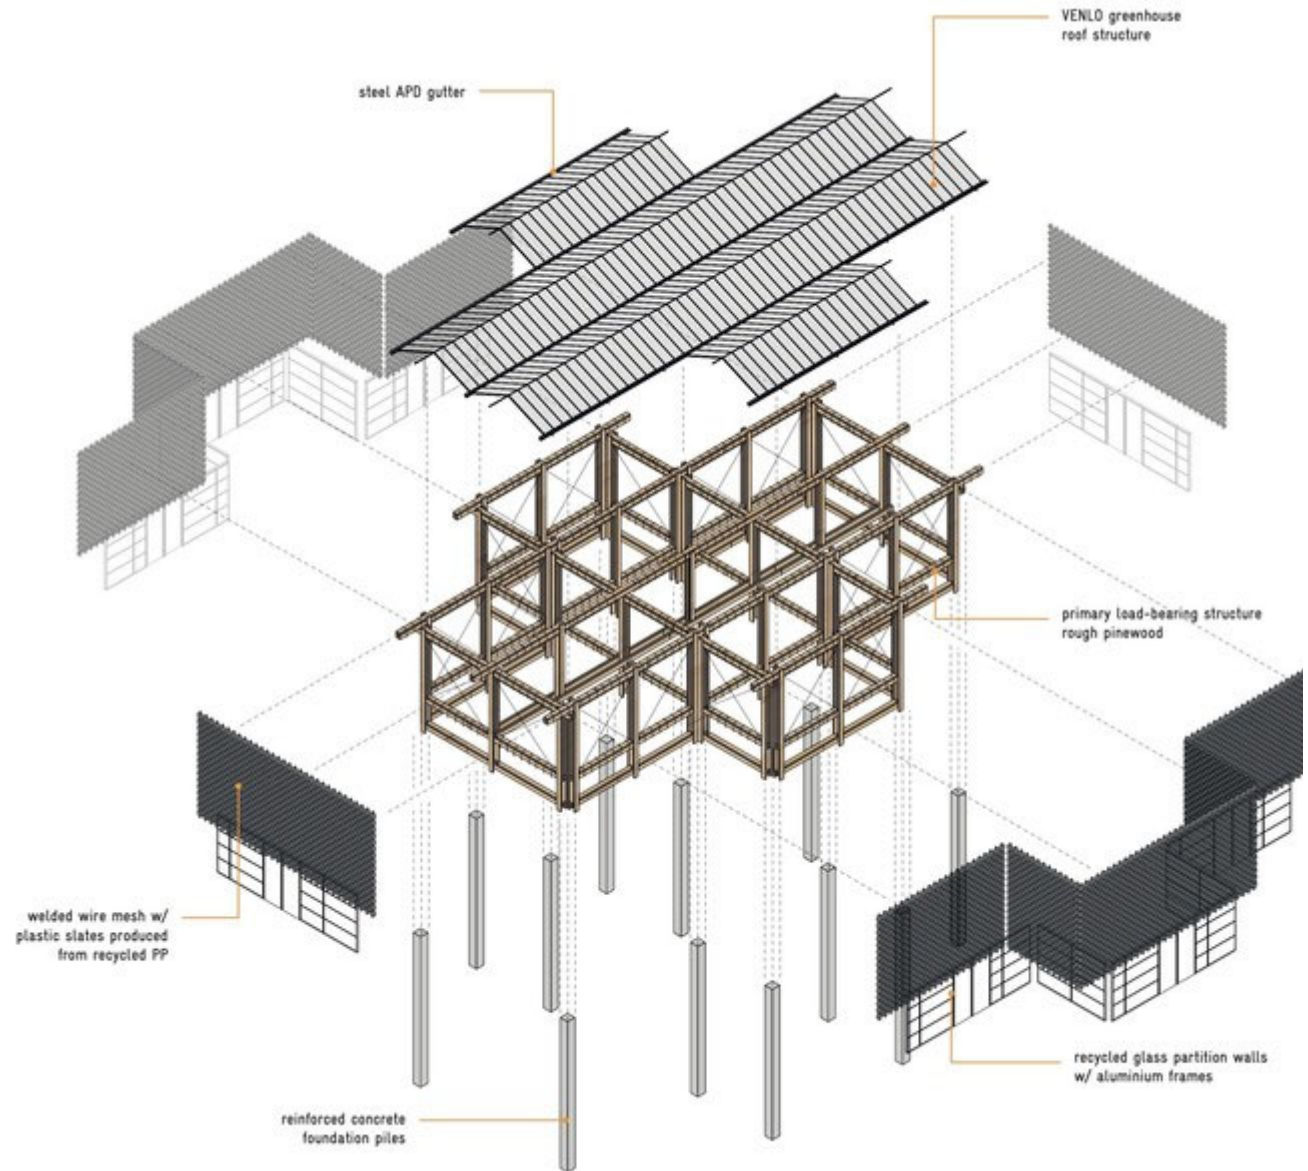 VENLO greenhouse
roof structure
steel APD gutter
primary load-bearing structure
rough pinewood
welded wire mesh w/
plastic slates produced
from recycled PP
recycled glass partition walls
w/ aluminium frames
reinforced concrete
foundation piles